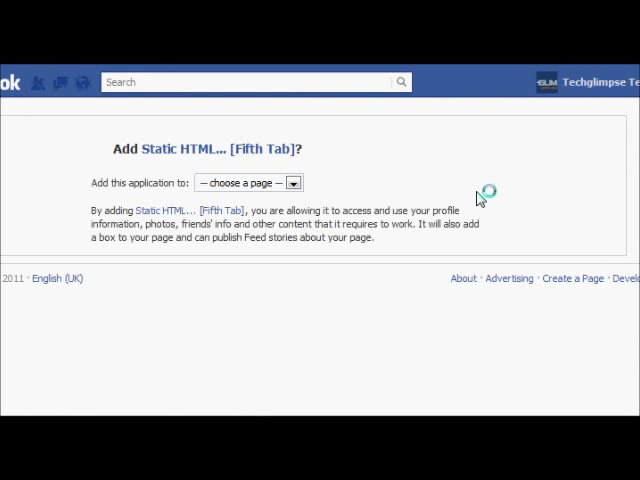 ok Search Techglimpse Te
Add Static HTML... [Fifth Tab]?
Add this application to: -- choose a page --
By adding Static HTML... [Fifth Tab], you are allowing it to access and use your profile
information, photos, friends' info and other content that it requires to work. It will also add
a box to your page and can publish Feed stories about your page.
2011 · English (UK) About · Advertising · Create a Page · Develo